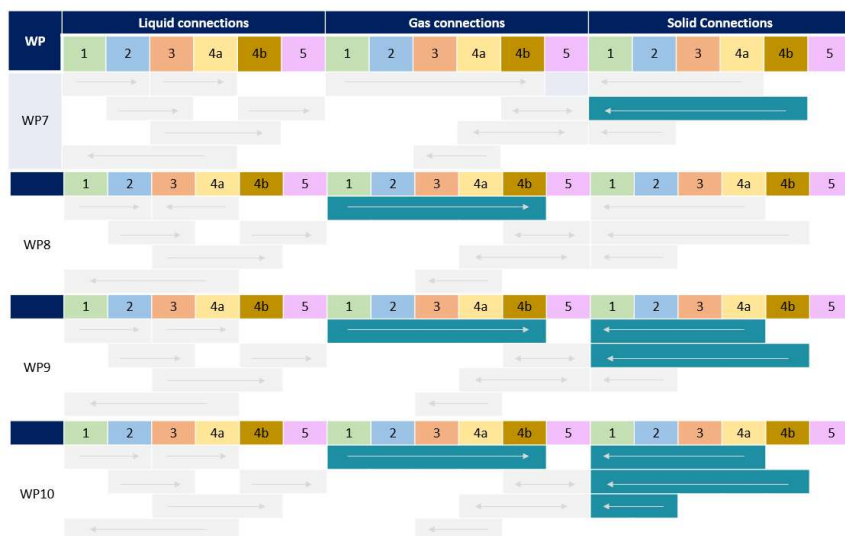 WP Liquid connections Gas connections Solid Connections
1 2 3 4a 4b 5 1 2 3 4a 4b 5 1 2 3 4a 4b 5
WP7
1 2 3 4a 4b 5 1 2 3 4a 4b 5 1 2 3 4a 4b 5
WP8
1 2 3 4a 4b 5 1 2 3 4a 4b 5 1 2 3 4a 4b 5
WP9
1 2 3 4a 4b 5 1 2 3 4a 4b 5 1 2 3 4a 4b 5
WP10